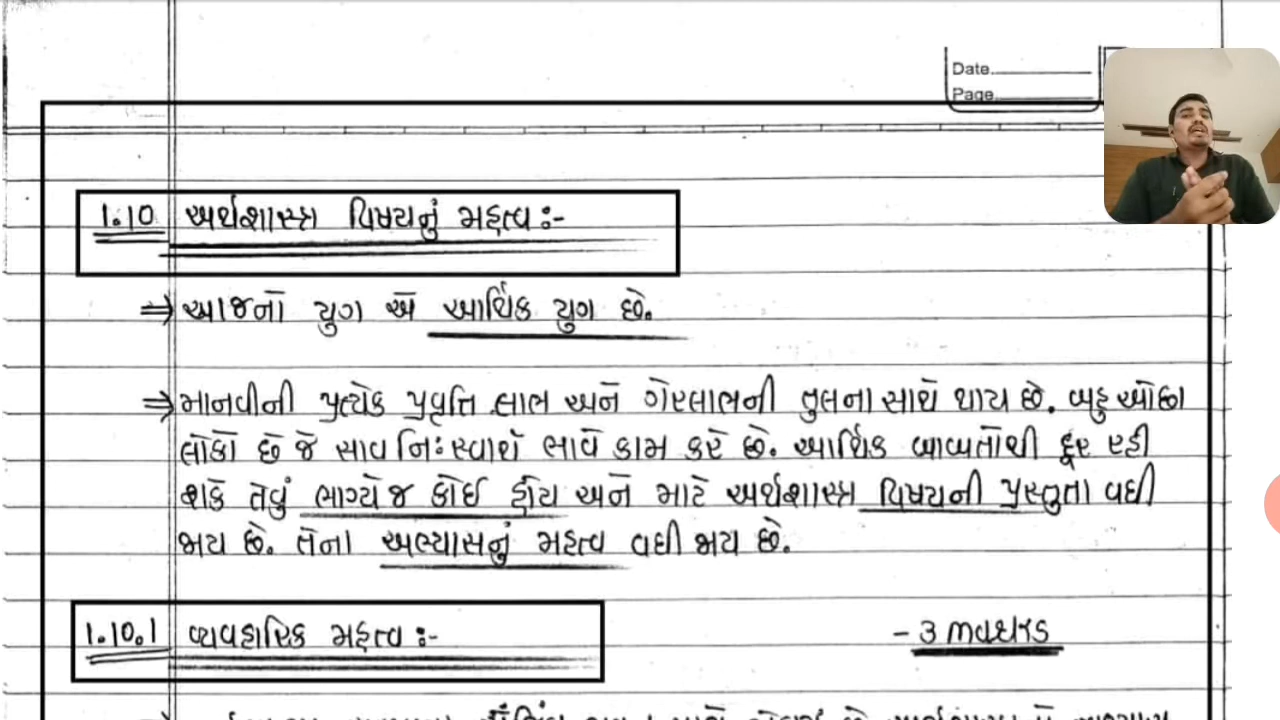 Date
Page
1.10 અર્થશાસ્ત્ર વિષયનું મહત્વ :-
⇒ આજનો યુગ એ આર્થિક યુગ છે.
⇒ માનવીની પ્રત્યેક પ્રવૃત્તિ લાભ અને ગેરલાભની તુલના સાથે થાય છે. બહુ ઓછા
લોકો છે જે સાવ નિઃસ્વાર્થે ભાવે કામ કરે છે. આર્થિક બાબતોથી દૂર રહી
શકે તેવું ભાગ્યે જ કોઈ હોય અને માટે અર્થશાસ્ત્ર વિષયની પ્રસ્તુતા વધી
જાય છે. તેના અભ્યાસનું મહત્વ વધી જાય છે.
1.10.1 વ્યવહારિક મહત્વ :-
- 3